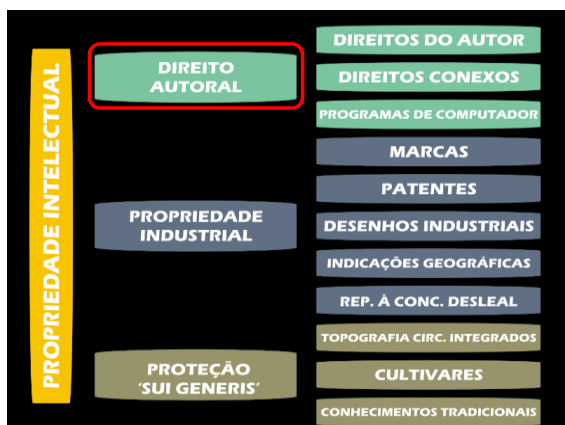 PROPRIEDADE INTELECTUAL
DIREITO
AUTORAL
DIREITOS DO AUTOR
DIREITOS CONEXOS
PROGRAMAS DE COMPUTADOR
PROPRIEDADE
INDUSTRIAL
MARCAS
PATENTES
DESENHOS INDUSTRIAIS
INDICAÇÕES GEOGRÁFICAS
REP. À CONC. DESLEAL
PROTEÇÃO
'SUI GENERIS'
TOPOGRAFIA CIRC. INTEGRADOS
CULTIVARES
CONHECIMENTOS TRADICIONAIS